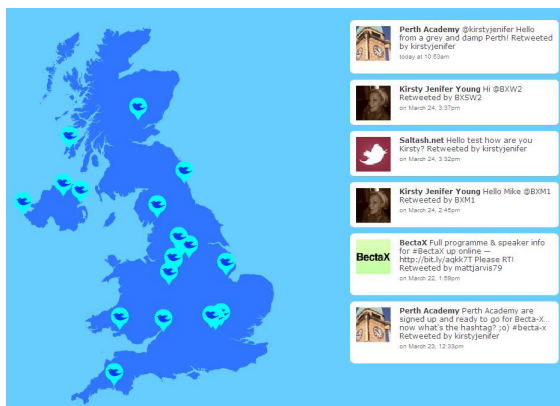 Perth Academy @kirstyjenifer Hello
from a grey and damp Perth! Retweeted
by kirstyjenifer
today at 10:53am
Kirsty Jenifer Young Hi @BXW2
Retweeted by BXSW2
on March 24, 3:37pm
Saltash.net Hello test how are you
Kirsty? Retweeted by kirstyjenifer
on March 24, 3:32pm
Kirsty Jenifer Young Hello Mike @BXM1
Retweeted by BXM1
on March 24, 2:45pm
BectaX
BectaX Full programme & speaker info
for #BectaX up online —
http://bit.ly/aqkk7T Please RT!
Retweeted by mattjarvis79
on March 22, 1:59pm
Perth Academy Perth Academy are
signed up and ready to go for Becta-X...
now what's the hashtag? ;o) #becta-x
Retweeted by kirstyjenifer
on March 23, 12:33pm